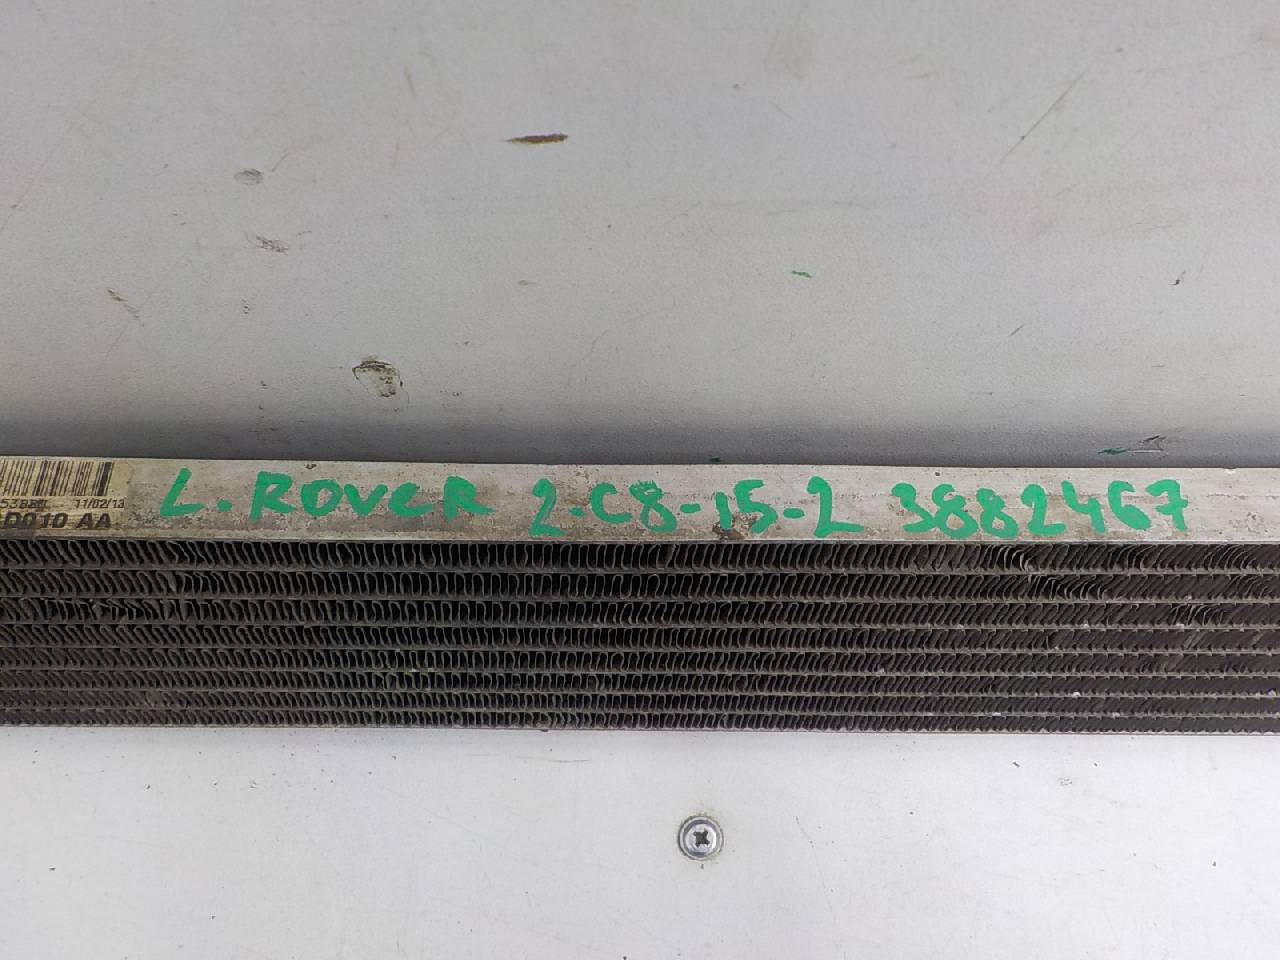 11/02/13
D010 AA
L. ROVER 2-C8-15-2 3882467